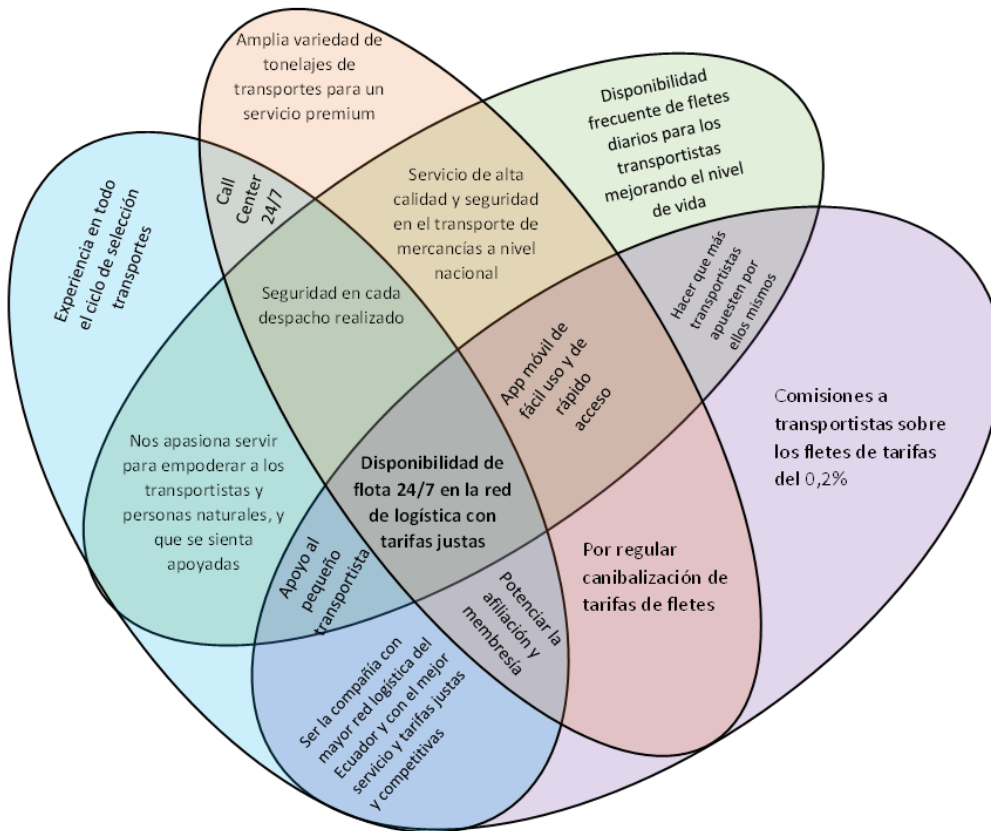 Amplia variedad de
tonelajes de
transportes para un
servicio premium
Disponibilidad
frecuente de fletes
diarios para los
transportistas
mejorando el nivel
de vida
Experiencia en todo
el ciclo de selección
transportes
Call
Center
24/7
Servicio de alta
calidad y seguridad
en el transporte de
mercancías a nivel
nacional
Hacer que más
transportistas
apuesten por
ellos mismos
Seguridad en cada
despacho realizado
App móvil de
fácil uso y de
rápido
acceso
Comisiones a
transportistas sobre
los fletes de tarifas
del 0,2%
Nos apasiona servir
para empoderar a los
transportistas y
personas naturales, y
que se sienta
apoyadas
Disponibilidad de
flota 24/7 en la red
de logística con
tarifas justas
Apoyo al
pequeño
transportista
Potenciar la
afiliación y
membresía
Por regular
canibalización de
tarifas de fletes
Ser la compañía con
mayor red logística del
Ecuador y con el mejor
servicio y tarifas justas
y competitivas